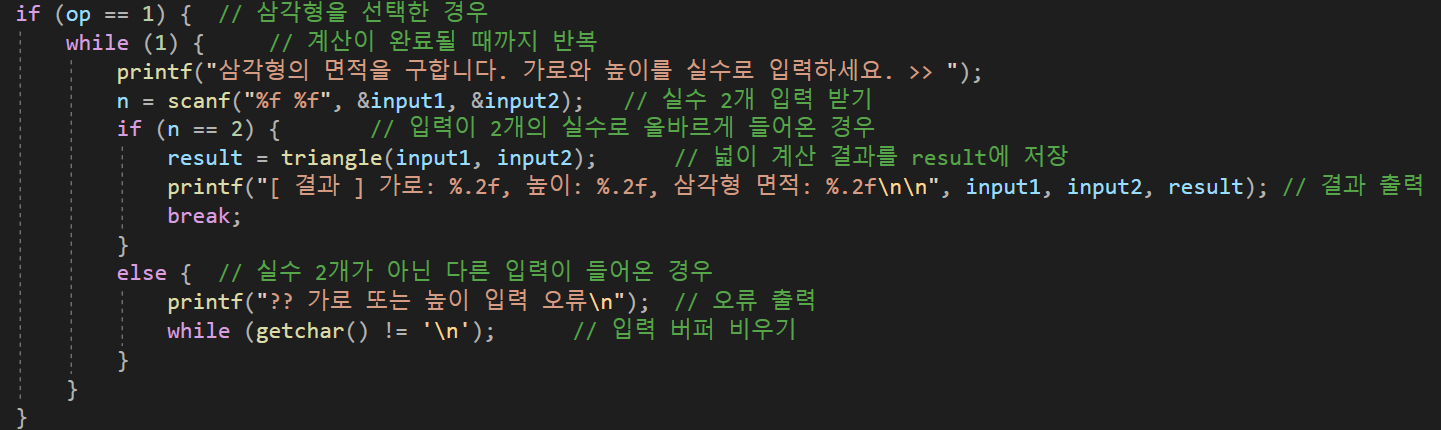 if (op == 1) {  // 삼각형을 선택한 경우
    while (1) {     // 계산이 완료될 때까지 반복
        printf("삼각형의 면적을 구합니다. 가로와 높이를 실수로 입력하세요. >> ");
        n = scanf("%f %f", &input1, &input2);   // 실수 2개 입력 받기
        if (n == 2) {       // 입력이 2개의 실수로 올바르게 들어온 경우
            result = triangle(input1, input2);      // 넓이 계산 결과를 result에 저장
            printf("[ 결과 ] 가로: %.2f, 높이: %.2f, 삼각형 면적: %.2f\n\n", input1, input2, result); // 결과 출력
            break;
        }
        else {  // 실수 2개가 아닌 다른 입력이 들어온 경우
            printf("?? 가로 또는 높이 입력 오류\n");  // 오류 출력
            while (getchar() != '\n');      // 입력 버퍼 비우기
        }
    }
}